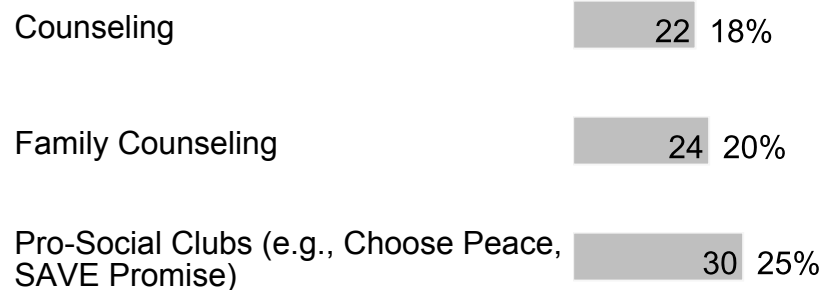 Counseling 22 18%
Family Counseling 24 20%
Pro-Social Clubs (e.g., Choose Peace,
SAVE Promise) 30 25%